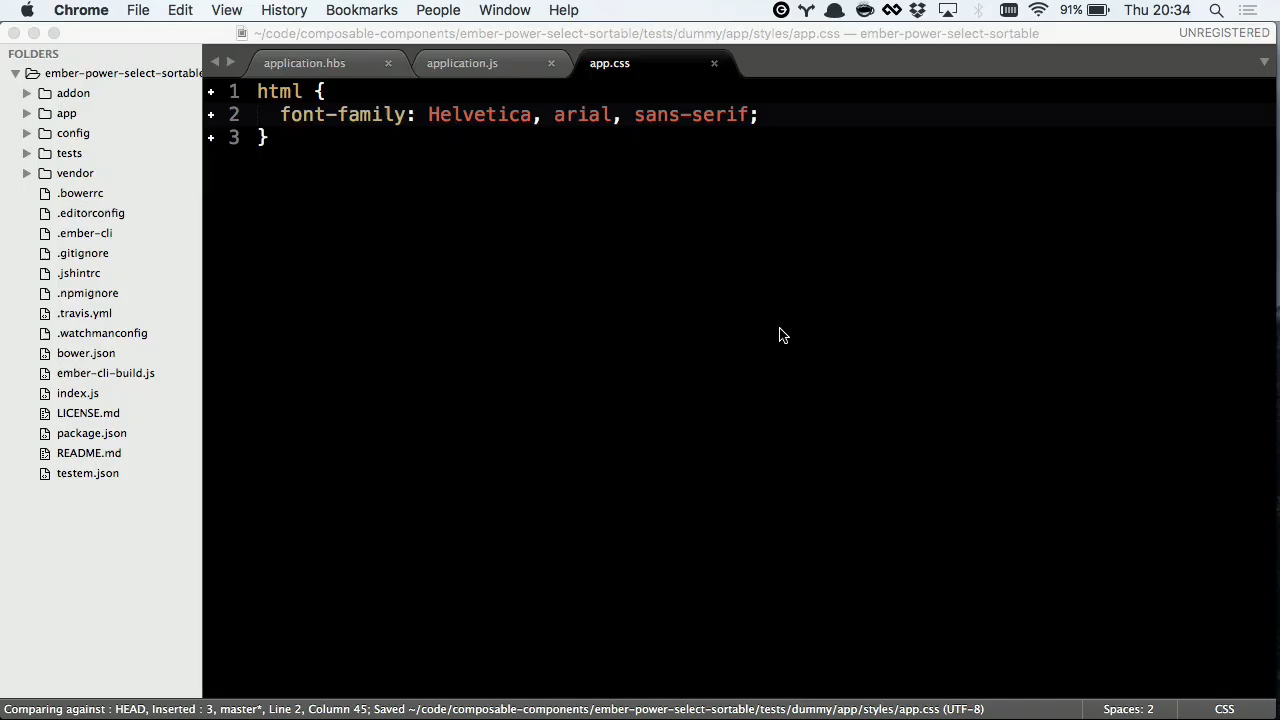 Chrome File Edit View History Bookmarks People Window Help 91% Thu 20:34
~/code/composable-components/ember-power-select-sortable/tests/dummy/app/styles/app.css — ember-power-select-sortable UNREGISTERED
FOLDERS
ember-power-select-sortable
addon
app
config
tests
vendor
.bowerrc
.editorconfig
.ember-cli
.gitignore
.jshintrc
.npmignore
.travis.yml
.watchmanconfig
bower.json
ember-cli-build.js
index.js
LICENSE.md
package.json
README.md
testem.json
application.hbs × application.js × app.css ×
1 html {
2 font-family: Helvetica, arial, sans-serif;
3 }
Comparing against : HEAD, Inserted : 3, master*, Line 2, Column 45; Saved ~/code/composable-components/ember-power-select-sortable/tests/dummy/app/styles/app.css (UTF-8) Spaces: 2 CSS